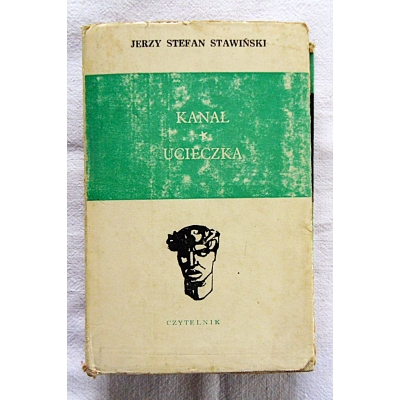 JERZY STEFAN STAWIŃSKI
KANAŁ
*
UCIECZKA
CZYTELNIK